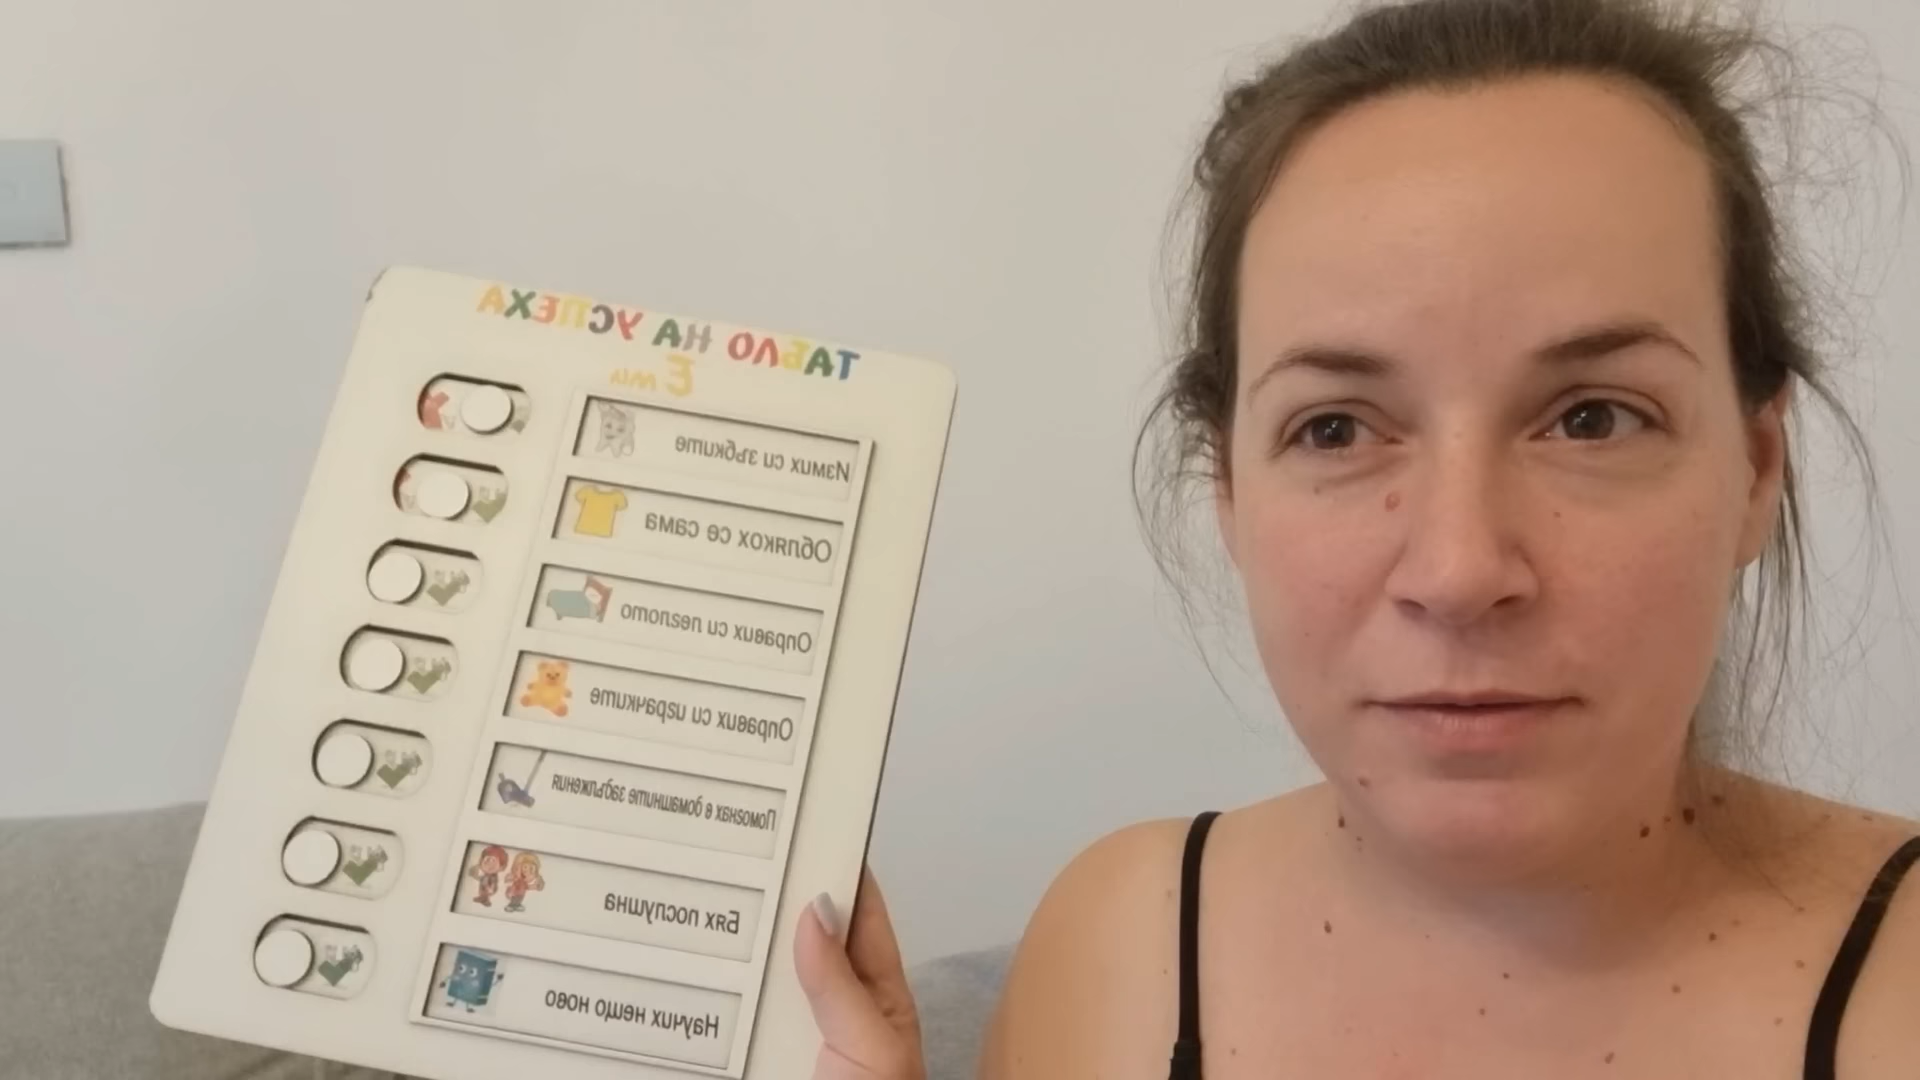 ТАБЛО НА УСПЕХА
Еми
Измих си зъбките
Облякох се сама
Оправих си леглото
Оправих си играчките
Помогнах в домашните задължения
Бях послушна
Научих нещо ново